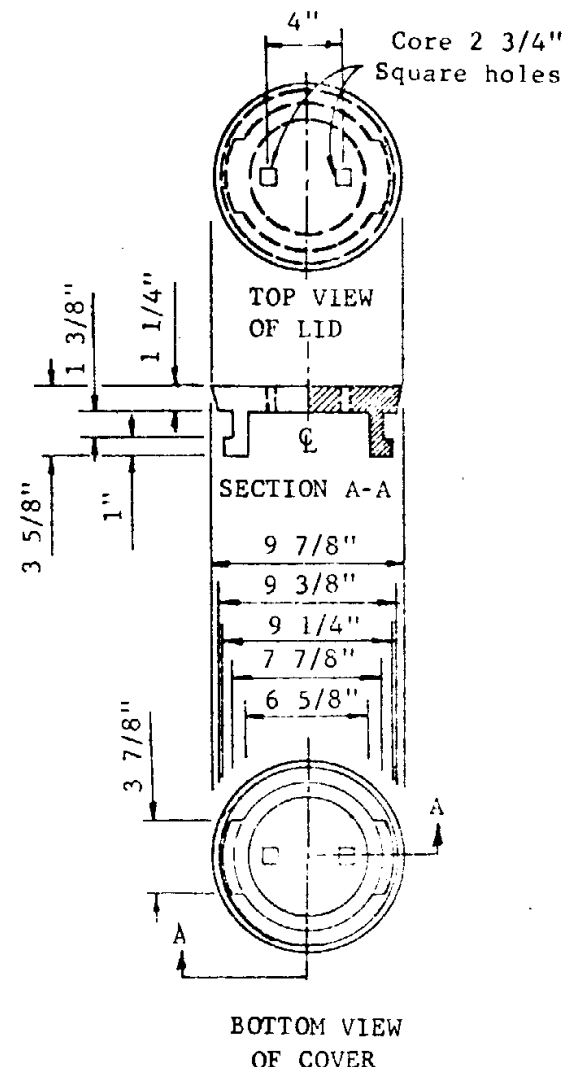 4"
Core 2 3/4"
Square holes
TOP VIEW
OF LID
1 3/8"
1 1/4"
℄
SECTION A-A
3 5/8"
1"
9 7/8"
9 3/8"
9 1/4"
7 7/8"
6 5/8"
3 7/8"
A
A
BOTTOM VIEW
OF COVER